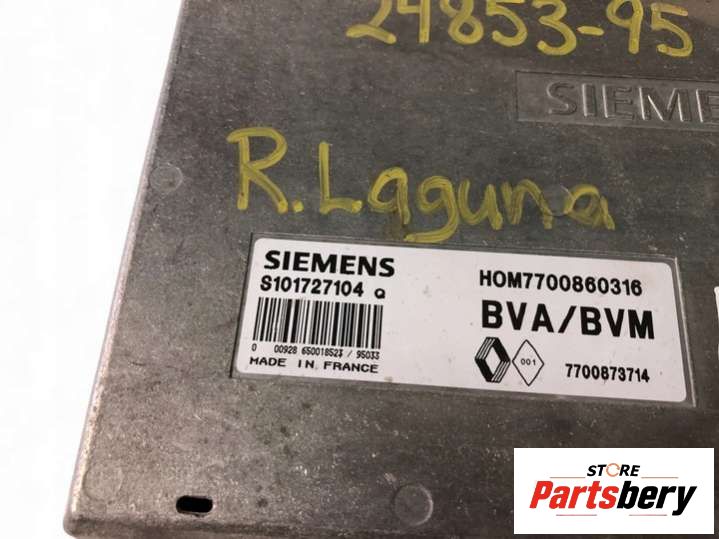 24853-95
SIEME
R.Laguna
SIEMENS
S101727104 Q
HOM7700860316
BVA/BVM
0 00928 650018523 / 95033
MADE IN FRANCE
001
7700873714
STORE
Partsbery